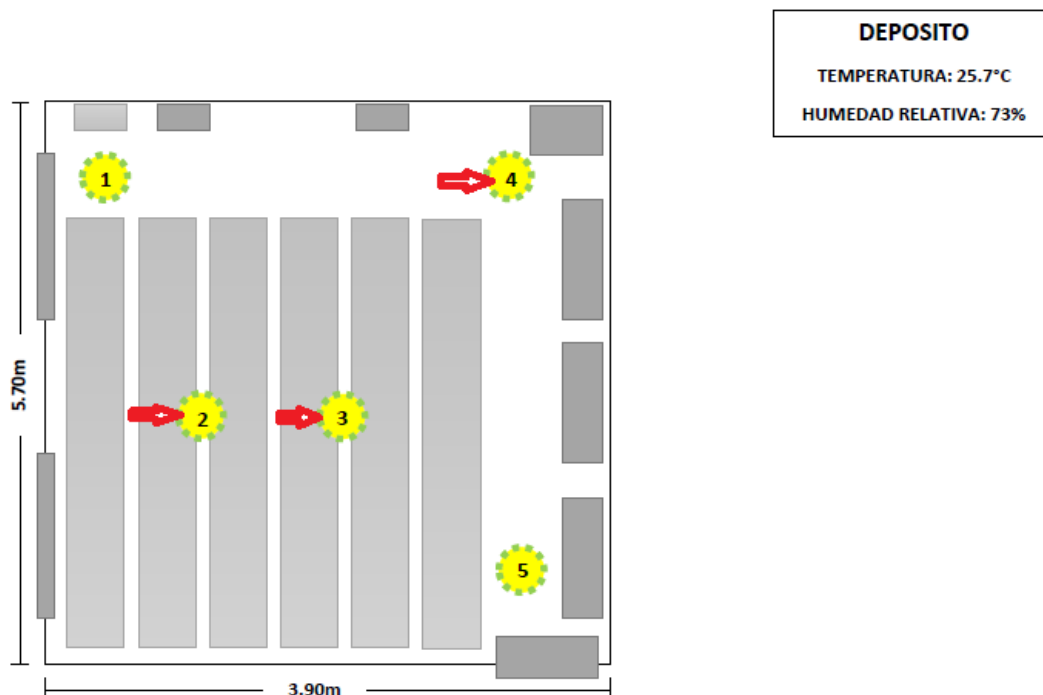 DEPOSITO
TEMPERATURA: 25.7°C
HUMEDAD RELATIVA: 73%
1
4
5.70m
2
3
5
3.90m